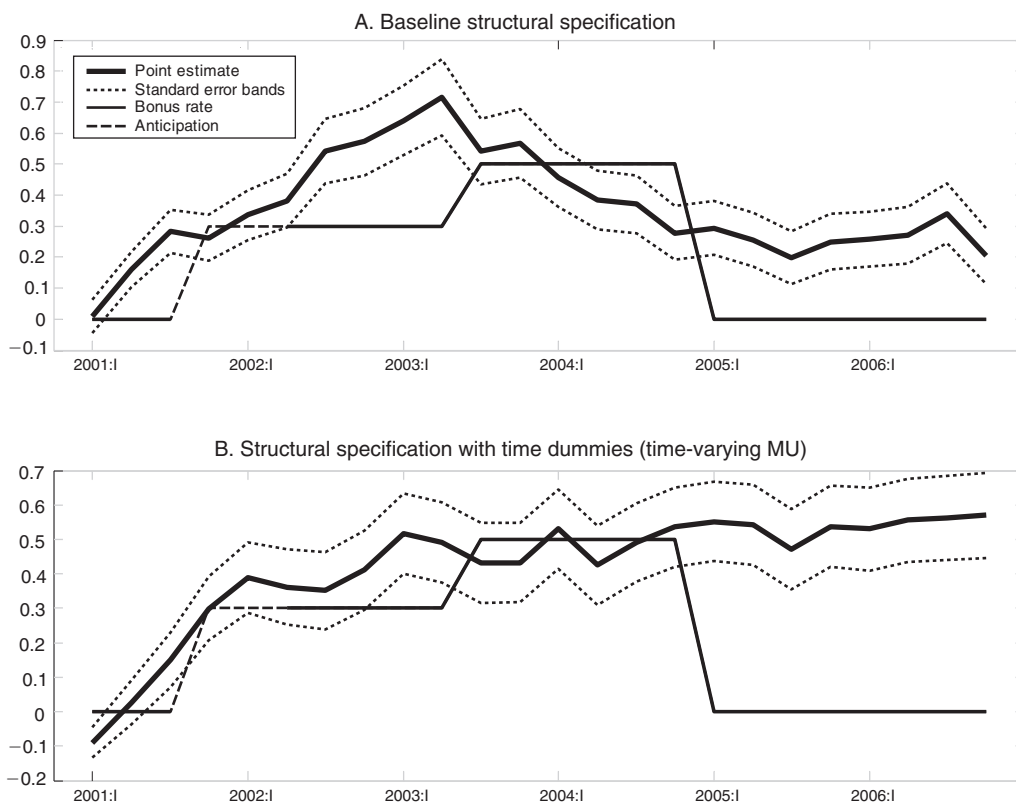 A. Baseline structural specification
0.9
0.8
0.7
0.6
0.5
0.4
0.3
0.2
0.1
0
−0.1
Point estimate
Standard error bands
Bonus rate
Anticipation
2001:I 2002:I 2003:I 2004:I 2005:I 2006:I
B. Structural specification with time dummies (time-varying MU)
0.7
0.6
0.5
0.4
0.3
0.2
0.1
0
−0.1
−0.2
2001:I 2002:I 2003:I 2004:I 2005:I 2006:I